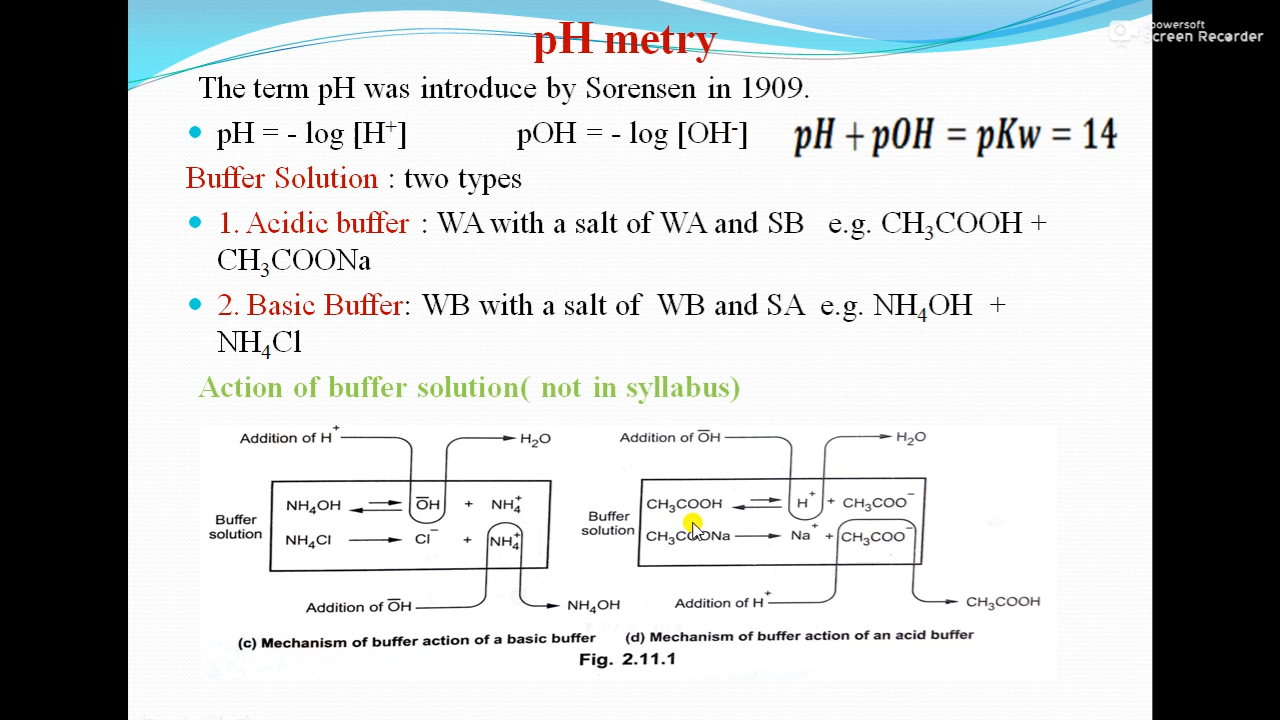 pH metry
powersoft
Screen Recorder
The term pH was introduce by Sorensen in 1909.
pH = - log [H⁺] pOH = - log [OH⁻] pH + pOH = pKw = 14
Buffer Solution : two types
1. Acidic buffer : WA with a salt of WA and SB e.g. CH₃COOH +
CH₃COONa
2. Basic Buffer: WB with a salt of WB and SA e.g. NH₄OH +
NH₄Cl
Action of buffer solution( not in syllabus)
Addition of H⁺ → H₂O
Buffer
solution
NH₄OH ⇌ O̅H + NH₄⁺
NH₄Cl → Cl⁻ + NH₄⁺
Addition of O̅H → NH₄OH
(c) Mechanism of buffer action of a basic buffer
Addition of O̅H → H₂O
Buffer
solution
CH₃COOH ⇌ H⁺ + CH₃COO⁻
CH₃COONa → Na⁺ + CH₃COO⁻
Addition of H⁺ → CH₃COOH
(d) Mechanism of buffer action of an acid buffer
Fig. 2.11.1